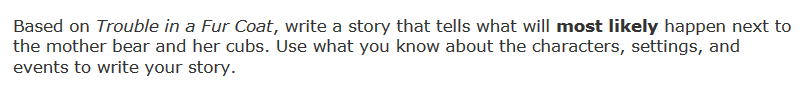 Based on Trouble in a Fur Coat, write a story that tells what will most likely happen next to
the mother bear and her cubs. Use what you know about the characters, settings, and
events to write your story.